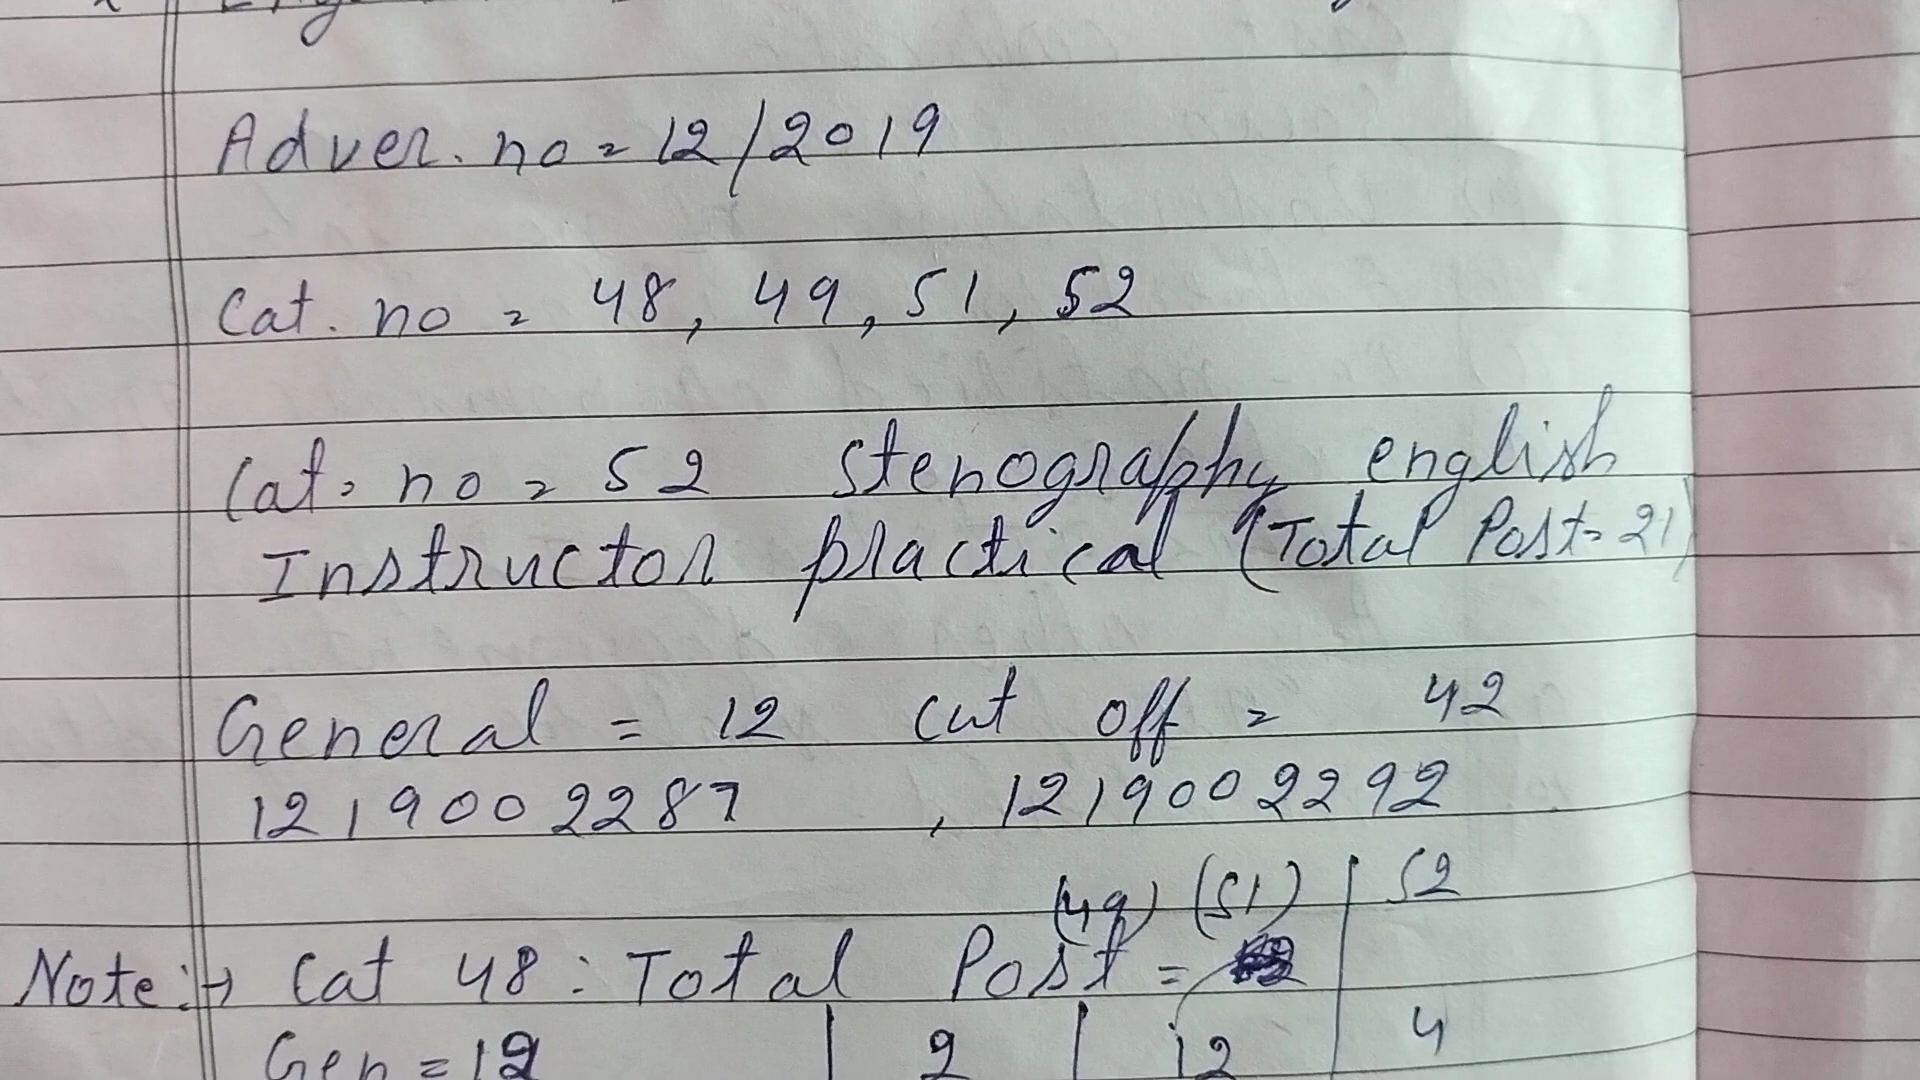 Adver. no = 12/2019
Cat. no = 48, 49, 51, 52
Cat. no = 52 stenography english
Instructor practical (Total Post = 21)
General = 12 cut off = 42
1219002287, 1219002292
(49) (51) | 52
Note:→ Cat 48: Total Post =
Gen = 12 | 2 | 12 | 4